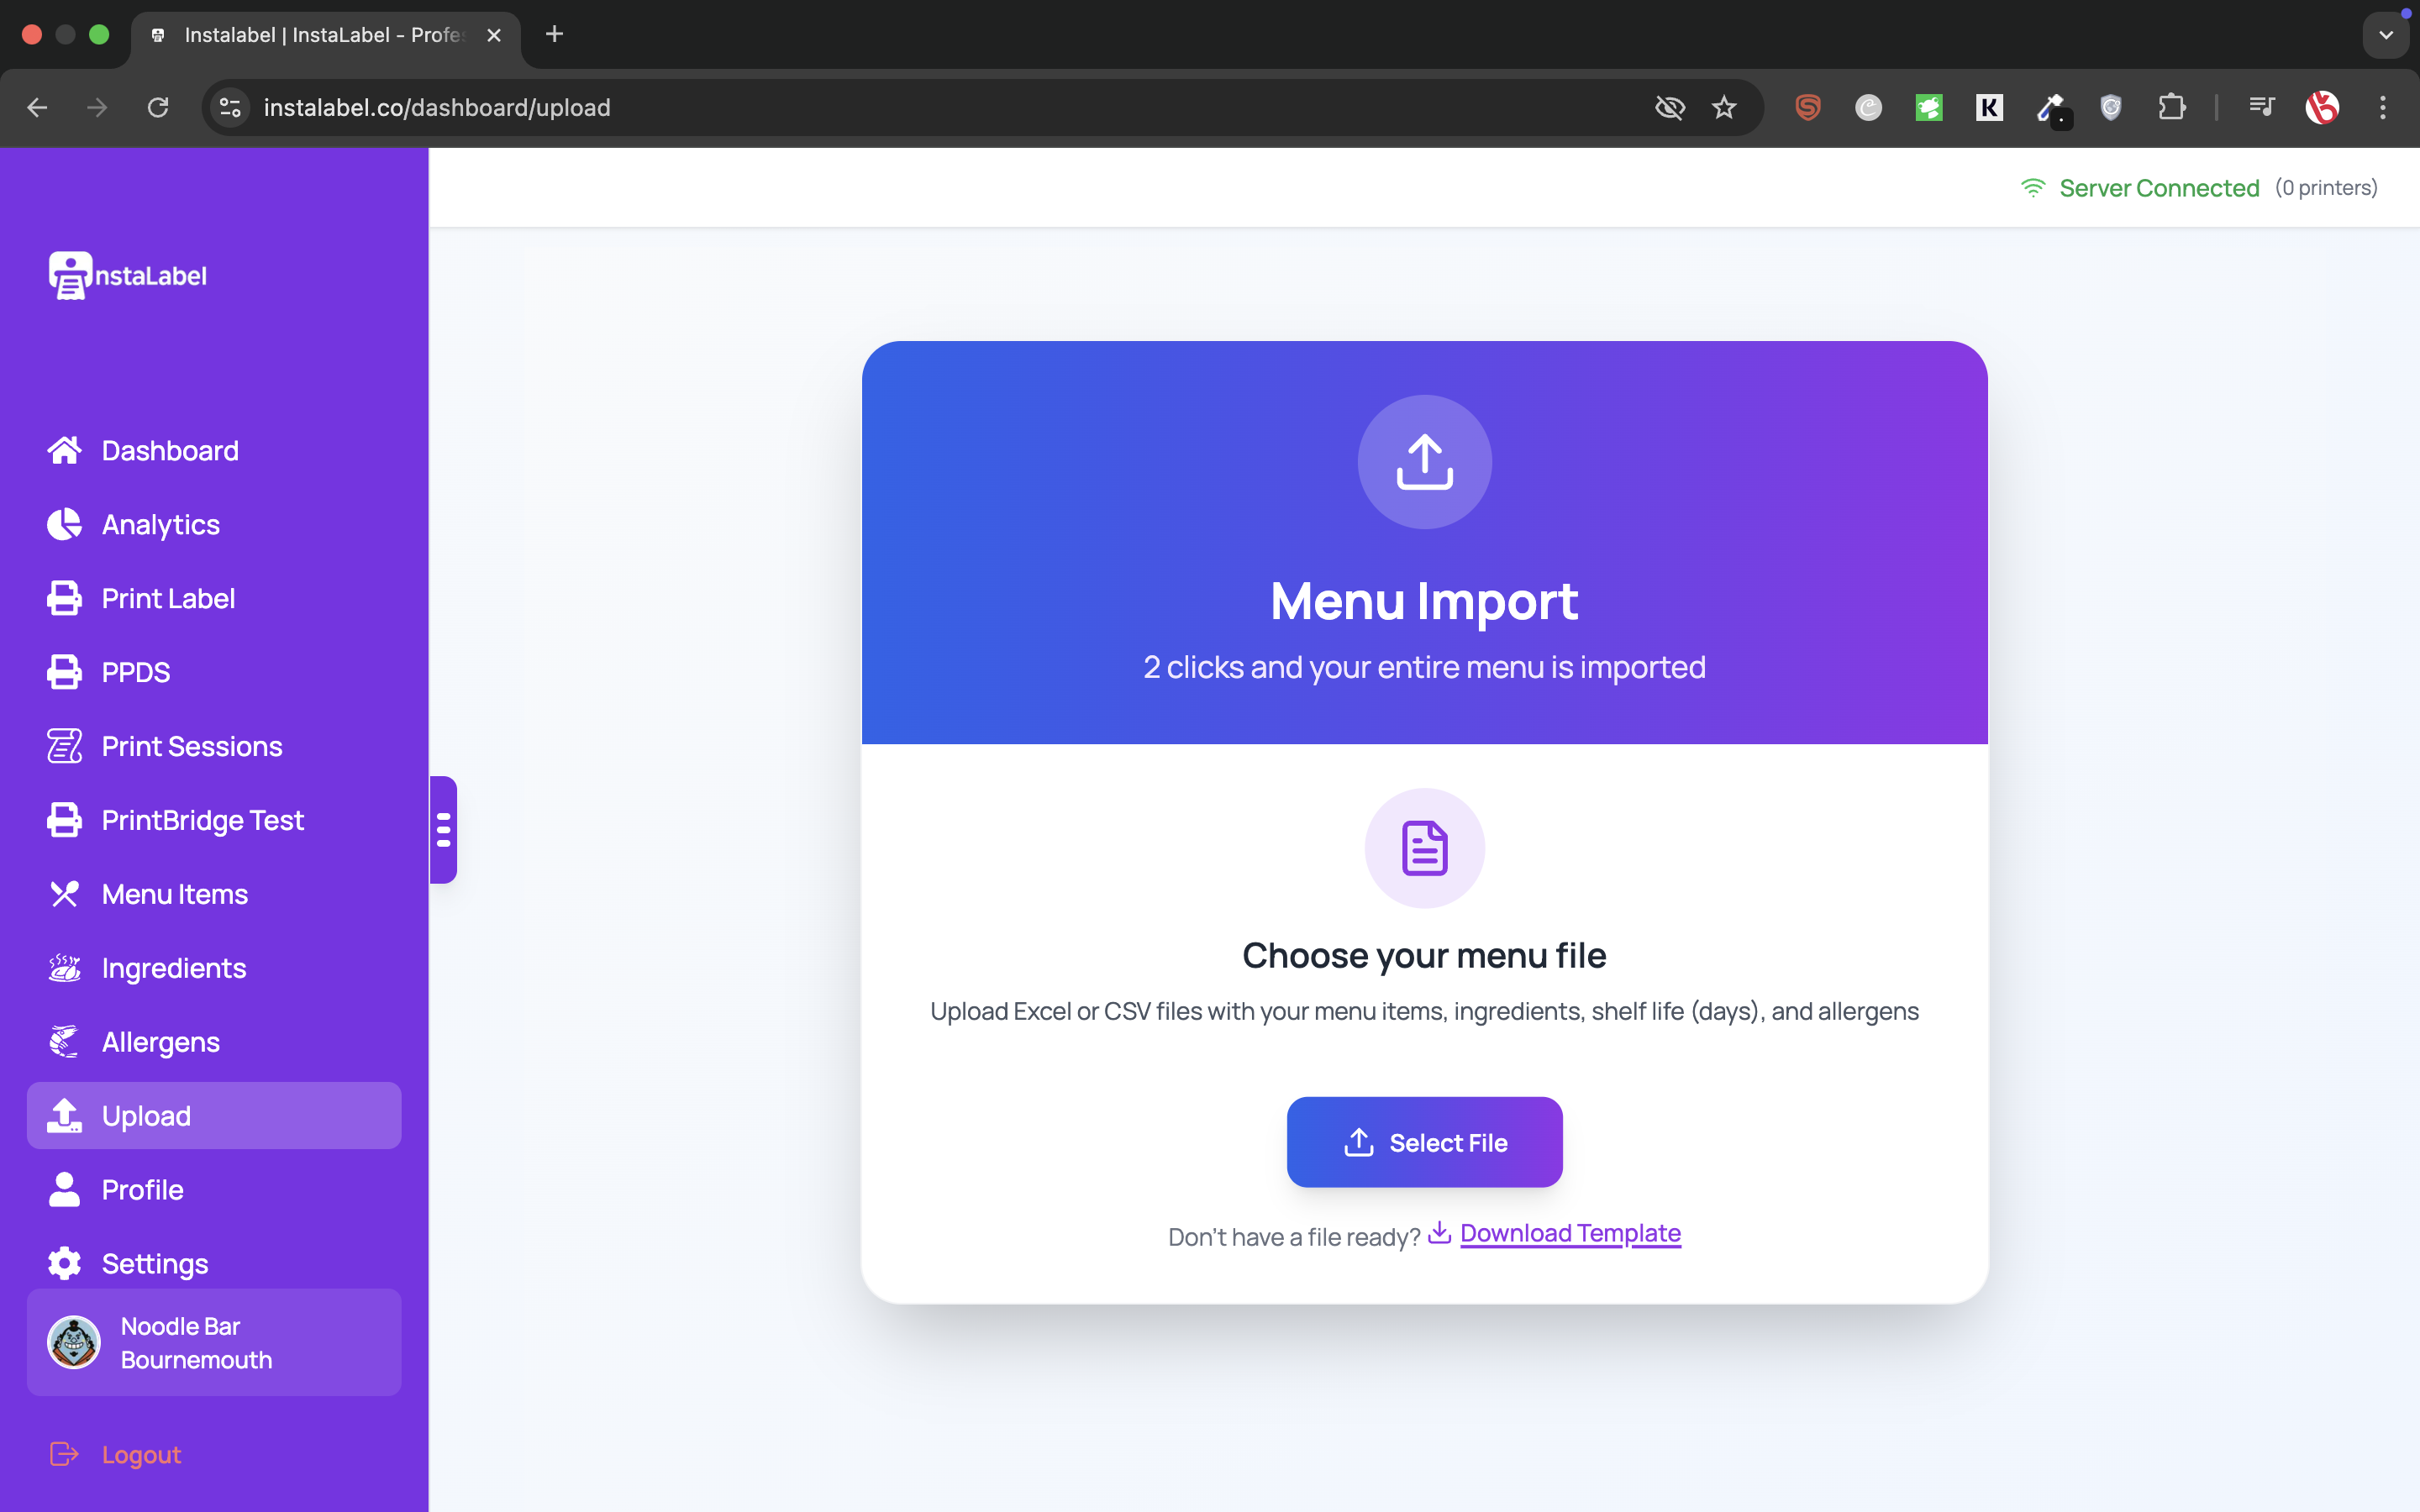 Instalabel | InstaLabel - Profes
instalabel.co/dashboard/upload
Server Connected (0 printers)
nstaLabel
Dashboard
Analytics
Print Label
PPDS
Print Sessions
PrintBridge Test
Menu Items
Ingredients
Allergens
Upload
Profile
Settings
Noodle Bar
Bournemouth
Logout
Menu Import
2 clicks and your entire menu is imported
Choose your menu file
Upload Excel or CSV files with your menu items, ingredients, shelf life (days), and allergens
Select File
Don't have a file ready? Download Template